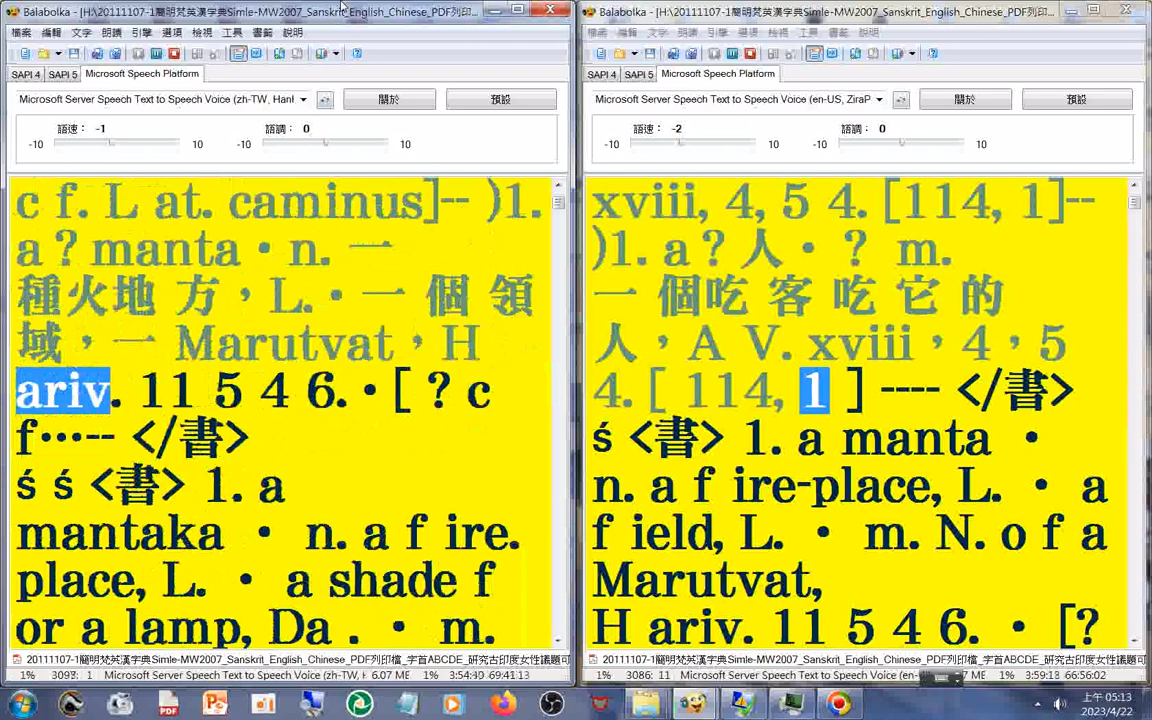 Balabolka - [H:\20111107-1簡明梵英漢字典Simle-MW2007_Sanskrit_English_Chinese_PDF列印...
檔案 編輯 文字 朗讀 引擎 選項 檢視 工具 書籤 說明
SAPI 4 SAPI 5 Microsoft Speech Platform
Microsoft Server Speech Text to Speech Voice (zh-TW, HanH
關於 預設
語速： -1 語調： 0
-10 10 -10 10
c f. L at. caminus]-- )1.
a ? manta‧n. 一
種火地 方，L.‧一 個 領
域，一 Marutvat，H
ariv. 11 5 4 6.‧[ ? c
f…-- </書>
ś ś <書> 1. a
mantaka ‧ n. a f ire.
place, L. ‧ a shade f
or a lamp, Da . ‧ m.
20111107-1簡明梵英漢字典Simle-MW2007_Sanskrit_English_Chinese_PDF列印檔_字首ABCDE_研究古印度女性議題可
1% 3093: 1 Microsoft Server Speech Text to Speech Voice (zh-TW, H 6.07 MB 1% 3:54:49 69:41:13
Balabolka - [H:\20111107-1簡明梵英漢字典Simle-MW2007_Sanskrit_English_Chinese_PDF列印...
檔案 編輯 文字 朗讀 引擎 選項 檢視 工具 書籤 說明
SAPI 4 SAPI 5 Microsoft Speech Platform
Microsoft Server Speech Text to Speech Voice (en-US, ZiraP
關於 預設
語速： -2 語調： 0
-10 10 -10 10
xviii, 4, 5 4. [114, 1]--
)1. a ? 人‧ ? m.
一 個吃 客 吃 它 的
人，A V. xviii，4，5
4. [ 114, 1 ] ---- </書>
ś <書> 1. a manta ‧
n. a f ire-place, L. ‧ a
f ield, L. ‧ m. N. o f a
Marutvat,
H ariv. 11 5 4 6. ‧ [?
20111107-1簡明梵英漢字典Simle-MW2007_Sanskrit_English_Chinese_PDF列印檔_字首ABCDE_研究古印度女性議題可
1% 3086: 11 Microsoft Server Speech Text to Speech Voice (en-US, 1% 3:59:13 66:56:02
上午 05:13
2023/4/22